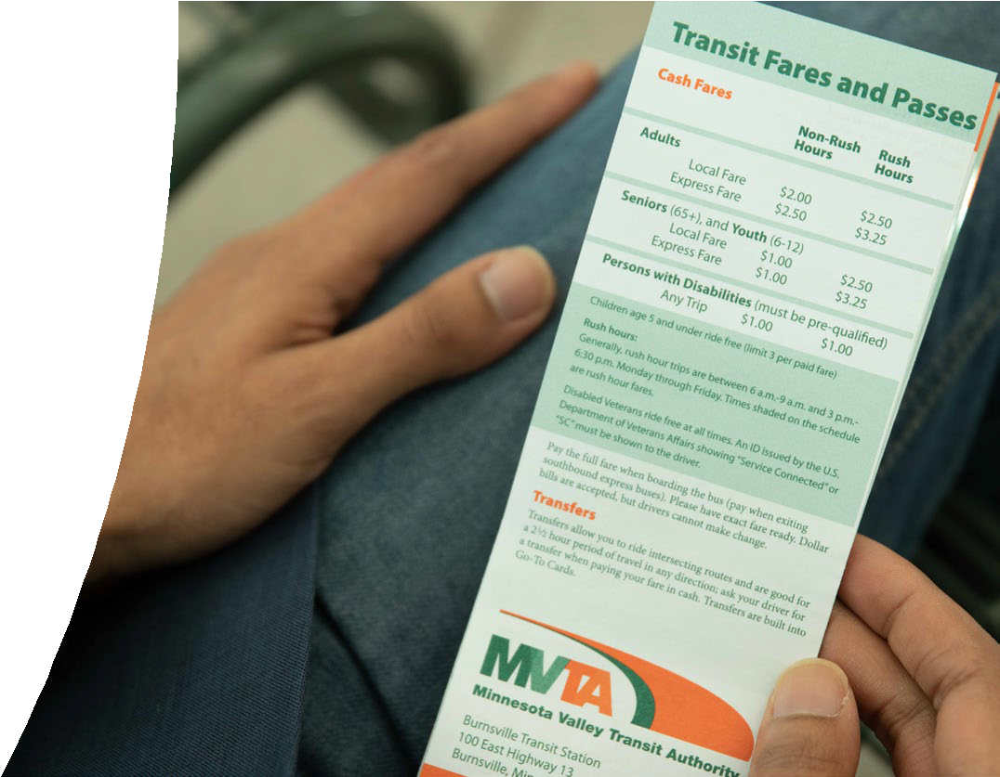 Transit Fares and Passes
Cash Fares
Non-Rush Hours Rush Hours
Adults
Local Fare $2.00 $2.50
Express Fare $2.50 $3.25
Seniors (65+), and Youth (6-12)
Local Fare $1.00 $2.50
Express Fare $1.00 $3.25
Persons with Disabilities (must be pre-qualified)
Any Trip $1.00 $1.00
Children age 5 and under ride free (limit 3 per paid fare)
Rush hours:
Generally, rush hour trips are between 6 a.m.-9 a.m. and 3 p.m.-
6:30 p.m. Monday through Friday. Times shaded on the schedule
are rush hour fares.
Disabled Veterans ride free at all times. An ID issued by the U.S.
Department of Veterans Affairs showing "Service Connected" or
"SC" must be shown to the driver.
Pay the full fare when boarding the bus (pay when exiting
southbound express buses). Please have exact fare ready. Dollar
bills are accepted, but drivers cannot make change.
Transfers
Transfers allow you to ride intersecting routes and are good for
a 2½ hour period of travel in any direction; ask your driver for
a transfer when paying your fare in cash. Transfers are built into
Go-To Cards.
MVTA
Minnesota Valley Transit Authority
Burnsville Transit Station
100 East Highway 13
Burnsville,